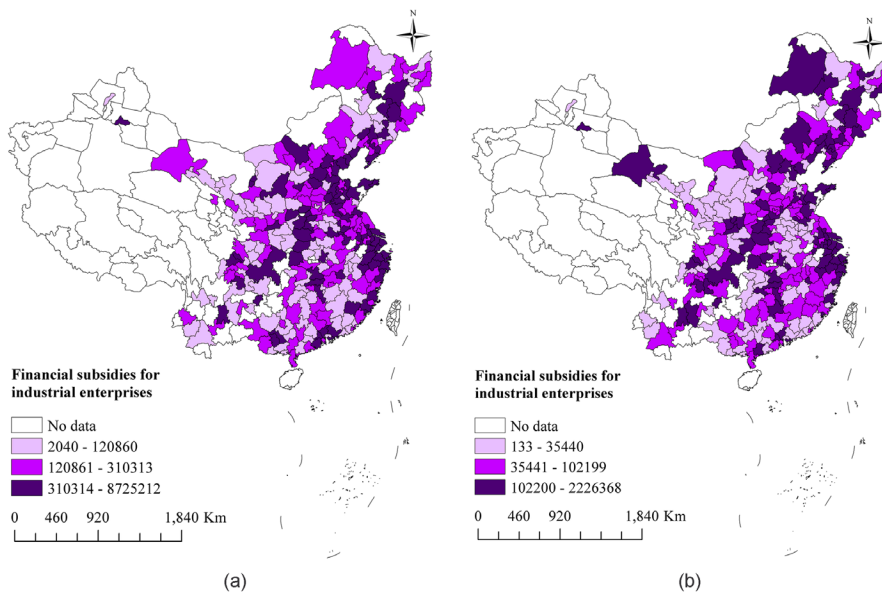 N
Financial subsidies for
industrial enterprises
No data
2040 - 120860
120861 - 310313
310314 - 8725212
0 460 920 1,840 Km
(a)
N
Financial subsidies for
industrial enterprises
No data
133 - 35440
35441 - 102199
102200 - 2226368
0 460 920 1,840 Km
(b)